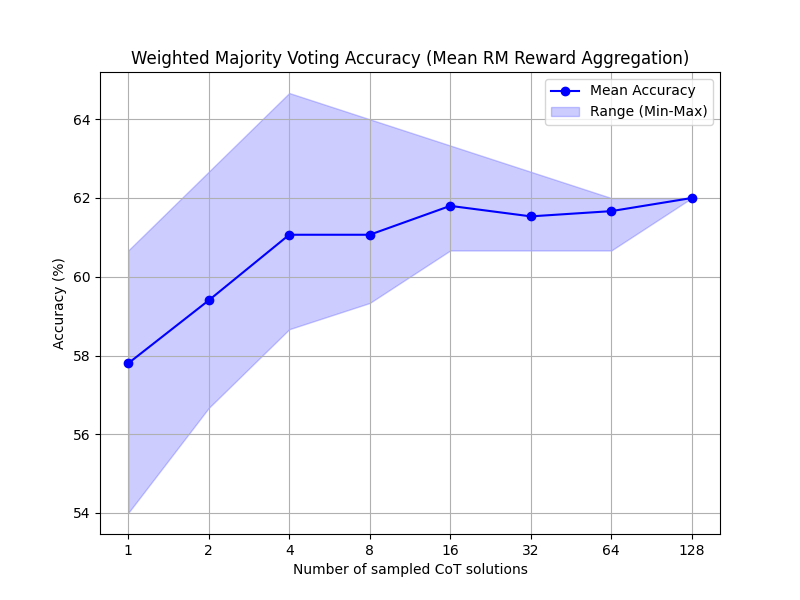 Weighted Majority Voting Accuracy (Mean RM Reward Aggregation)
Mean Accuracy
Range (Min-Max)
Accuracy (%)
64
62
60
58
56
54
1 2 4 8 16 32 64 128
Number of sampled CoT solutions